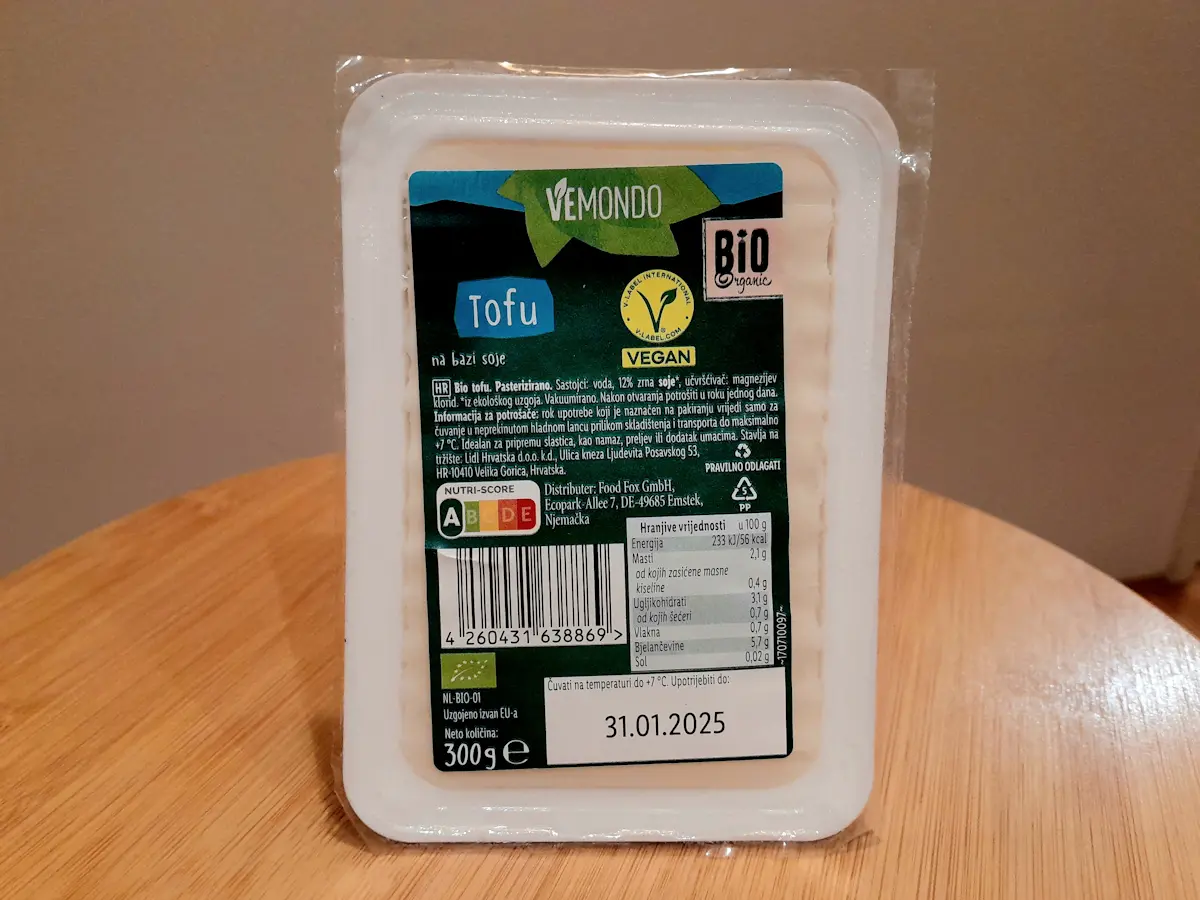 VEMONDO
BiO
Organic
Tofu
V-LABEL INTERNATIONAL
V-LABEL.COM
VEGAN
na bazi soje
HR Bio tofu. Pasterizirano. Sastojci: voda, 12% zrna soje*, učvršćivač: magnezijev
klorid. *iz ekološkog uzgoja. Vakuumirano. Nakon otvaranja potrošiti u roku jednog dana.
Informacija za potrošače: rok upotrebe koji je naznačen na pakiranju vrijedi samo za
čuvanje u neprekinutom hladnom lancu prilikom skladištenja i transporta do maksimalno
+7 °C. Idealan za pripremu slastica, kao namaz, preljev ili dodatak umacima. Stavlja na
tržište: Lidl Hrvatska d.o.o. k.d., Ulica kneza Ljudevita Posavskog 53,
HR-10410 Velika Gorica, Hrvatska.
PRAVILNO ODLAGATI
5
PP
NUTRI-SCORE
A B C D E
Distributer: Food Fox GmbH,
Ecopark-Allee 7, DE-49685 Emstek,
Njemačka
Hranjive vrijednosti u 100 g
Energija 233 kJ/56 kcal
Masti 2,1 g
od kojih zasićene masne
kiseline 0,4 g
Ugljikohidrati 3,1 g
od kojih šećeri 0,7 g
Vlakna 0,7 g
Bjelančevine 5,7 g
Sol 0,02 g
~170710097~
4 260431 638869 >
NL-BIO-01
Uzgojeno izvan EU-a
Neto količina:
300 g e
Čuvati na temperaturi do +7 °C. Upotrijebiti do:
31.01.2025